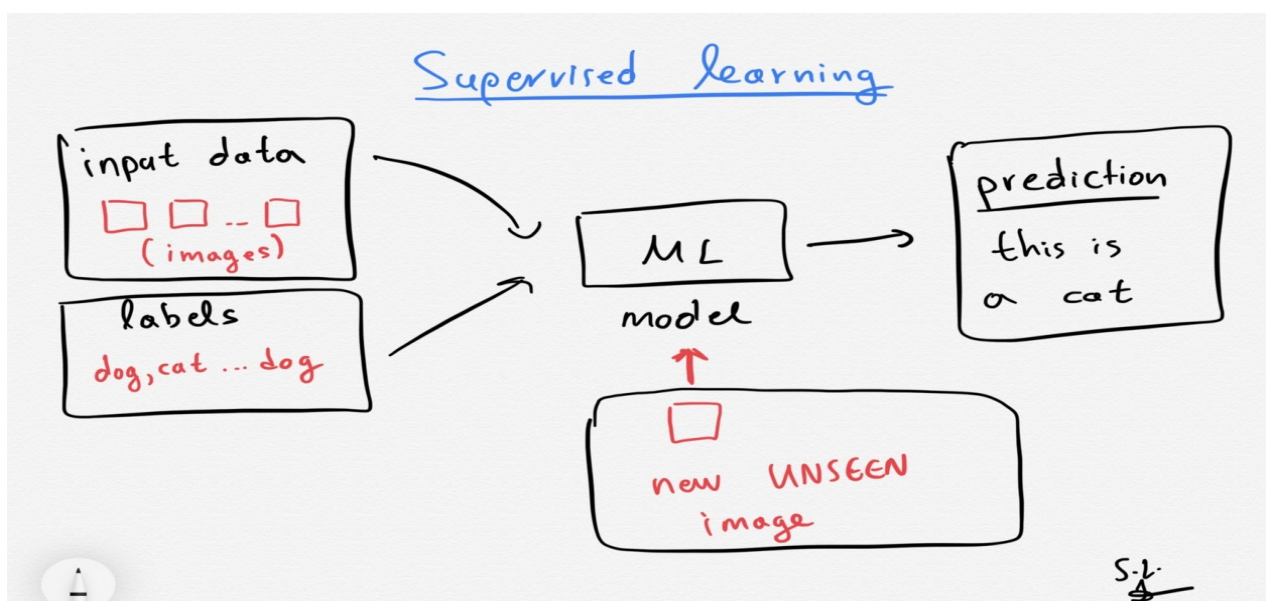 Supervised learning
input data
(images)
labels
dog, cat ... dog
ML
model
new UNSEEN
image
prediction
this is
a cat
S.L.